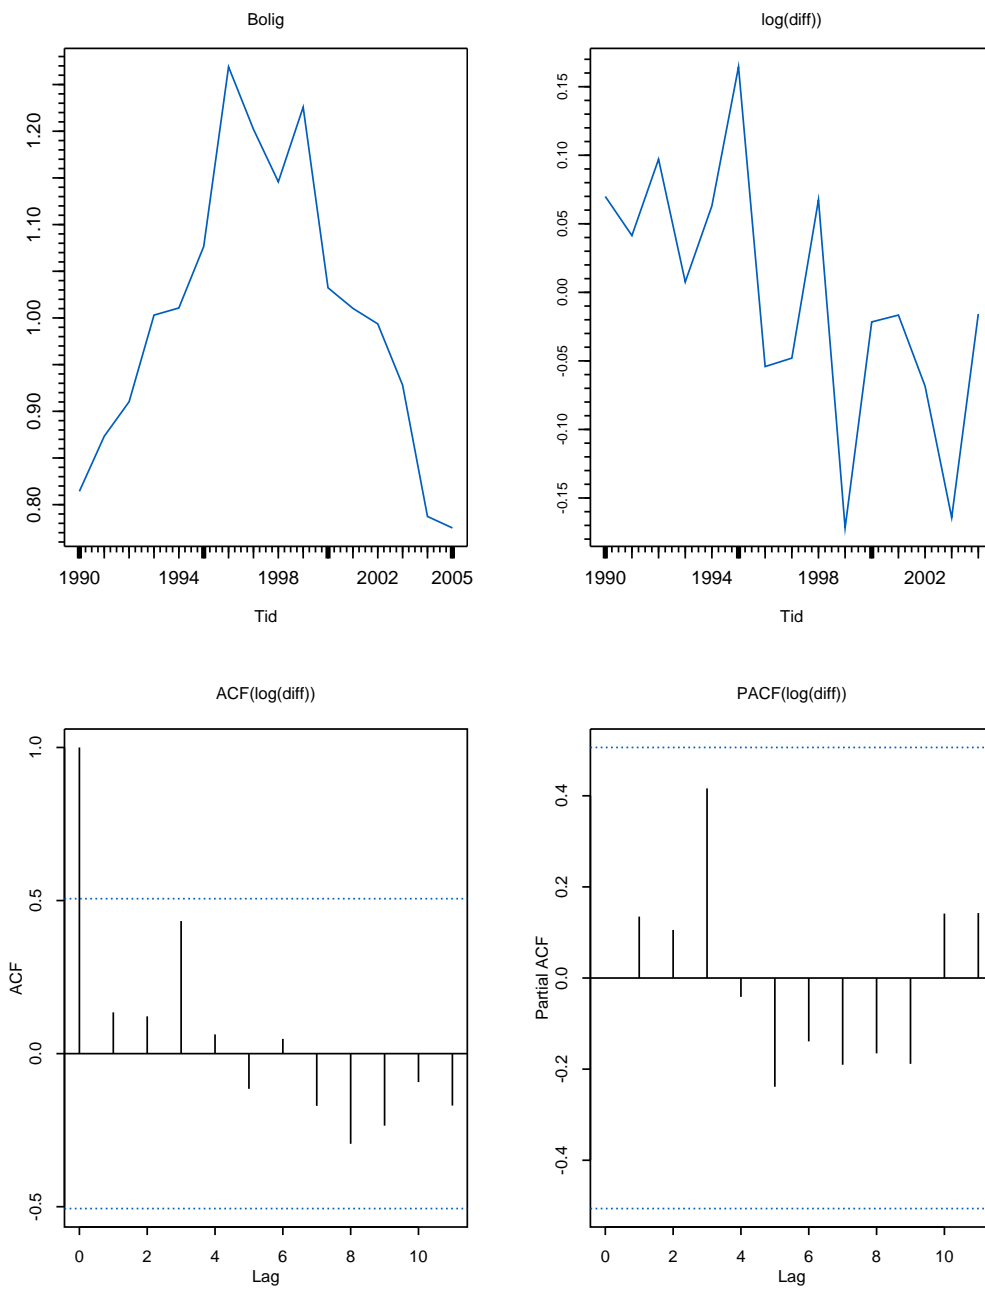 Bolig
0.80 0.90 1.00 1.10 1.20
1990 1994 1998 2002 2005
Tid
log(diff))
-0.15 -0.10 -0.05 0.00 0.05 0.10 0.15
1990 1994 1998 2002
Tid
ACF(log(diff))
ACF
-0.5 0.0 0.5 1.0
0 2 4 6 8 10
Lag
PACF(log(diff))
Partial ACF
-0.4 -0.2 0.0 0.2 0.4
0 2 4 6 8 10
Lag